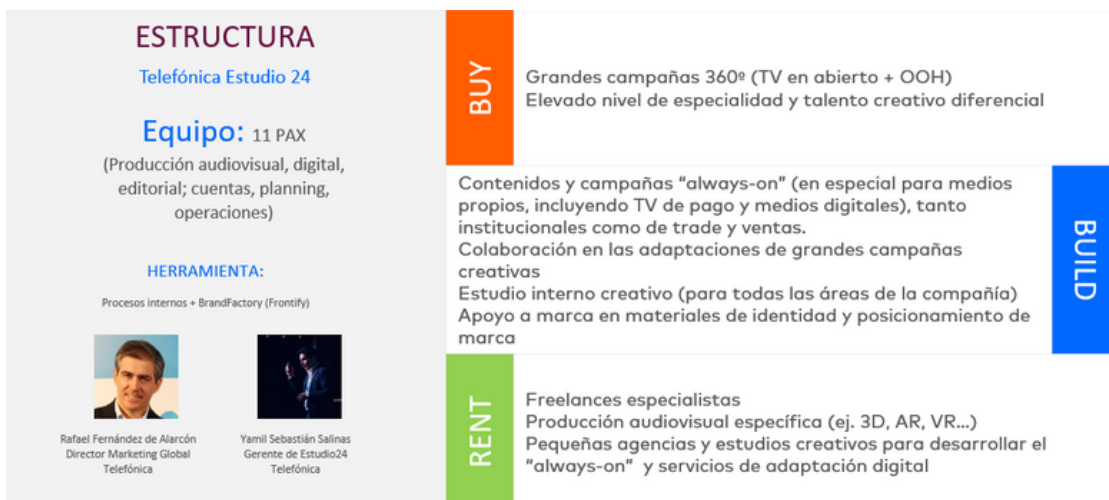 ESTRUCTURA
Telefónica Estudio 24
Equipo: 11 PAX
(Producción audiovisual, digital,
editorial; cuentas, planning,
operaciones)
HERRAMIENTA:
Procesos internos + BrandFactory (Frontify)
Rafael Fernández de Alarcón
Director Marketing Global
Telefónica
Yamil Sebastián Salinas
Gerente de Estudio24
Telefónica
BUY
Grandes campañas 360º (TV en abierto + OOH)
Elevado nivel de especialidad y talento creativo diferencial
Contenidos y campañas “always-on” (en especial para medios
propios, incluyendo TV de pago y medios digitales), tanto
institucionales como de trade y ventas.
Colaboración en las adaptaciones de grandes campañas
creativas
Estudio interno creativo (para todas las áreas de la compañía)
Apoyo a marca en materiales de identidad y posicionamiento de
marca
BUILD
RENT
Freelances especialistas
Producción audiovisual específica (ej. 3D, AR, VR...)
Pequeñas agencias y estudios creativos para desarrollar el
“always-on” y servicios de adaptación digital